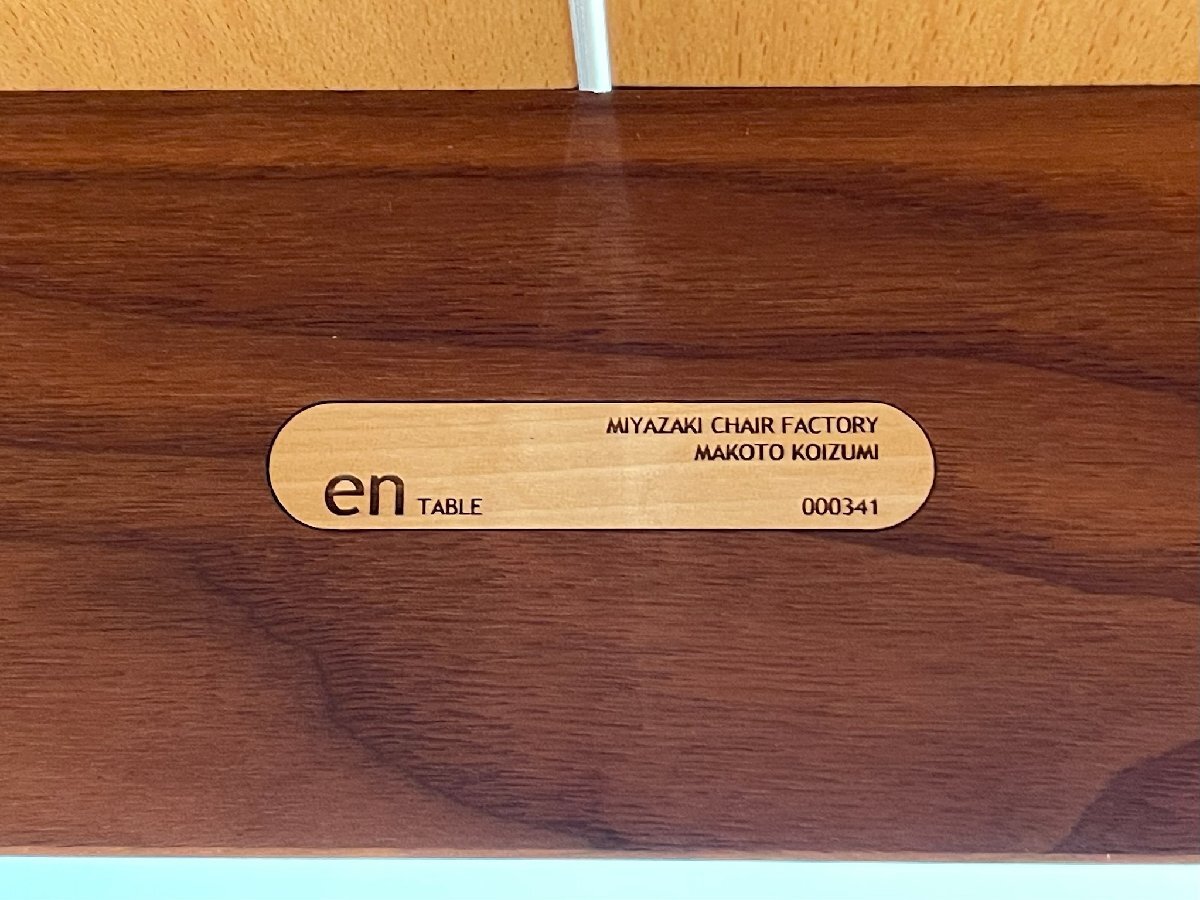 MIYAZAKI CHAIR FACTORY
MAKOTO KOIZUMI
en TABLE 000341